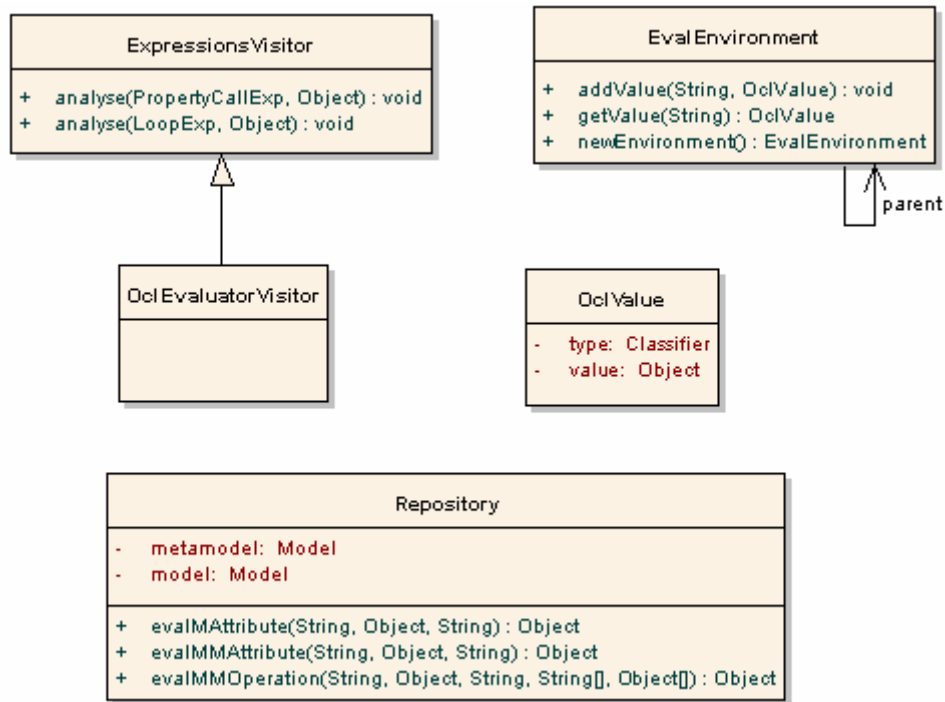 ExpressionsVisitor
+ analyse(PropertyCallExp, Object) : void
+ analyse(LoopExp, Object) : void
EvalEnvironment
+ addValue(String, OclValue) : void
+ getValue(String) : OclValue
+ newEnvironment() : EvalEnvironment
parent
OclEvaluatorVisitor
OclValue
- type: Classifier
- value: Object
Repository
- metamodel: Model
- model: Model
+ evalMAttribute(String, Object, String) : Object
+ evalMMAttribute(String, Object, String) : Object
+ evalMMOperation(String, Object, String, String[], Object[]) : Object